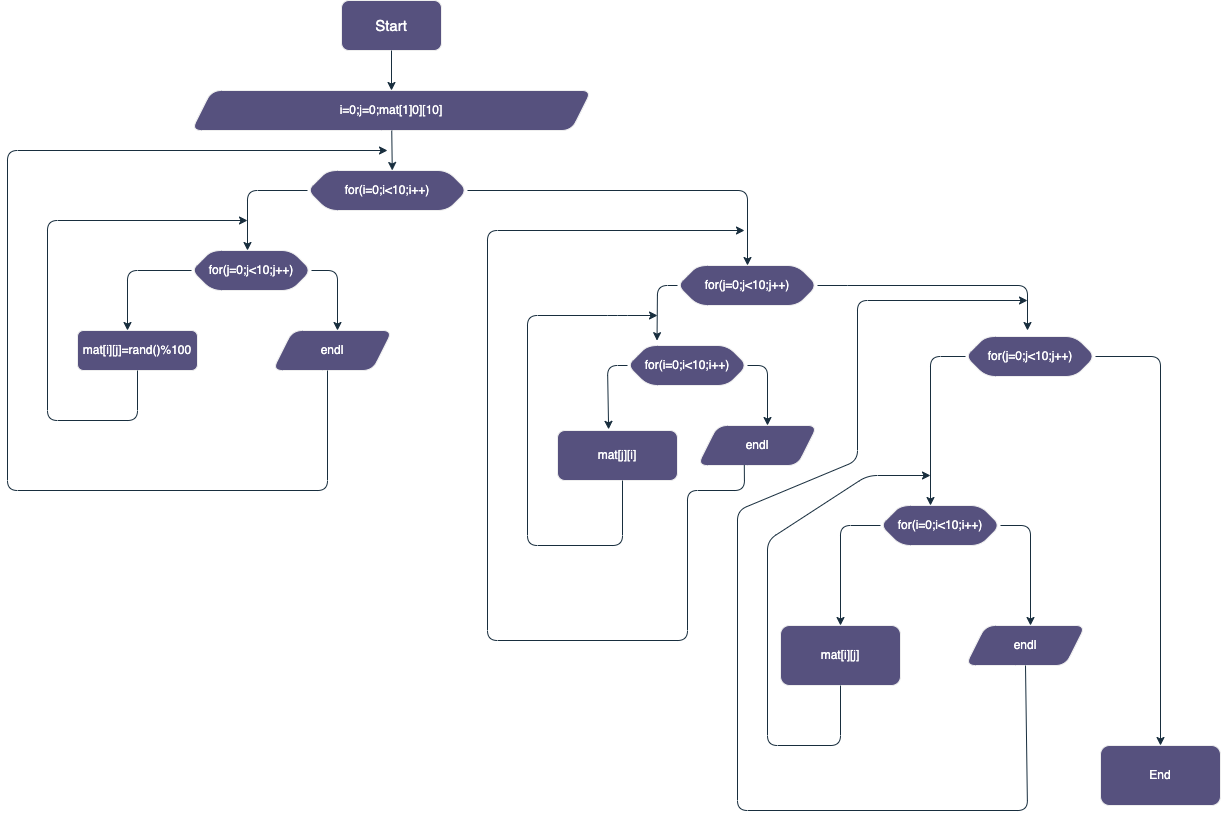 Start
i=0;j=0;mat[1]0][10]
for(i=0;i<10;i++)
for(j=0;j<10;j++)
mat[i][j]=rand()%100
endl
for(j=0;j<10;j++)
for(i=0;i<10;i++)
mat[j][i]
endl
for(j=0;j<10;j++)
for(i=0;i<10;i++)
mat[i][j]
endl
End